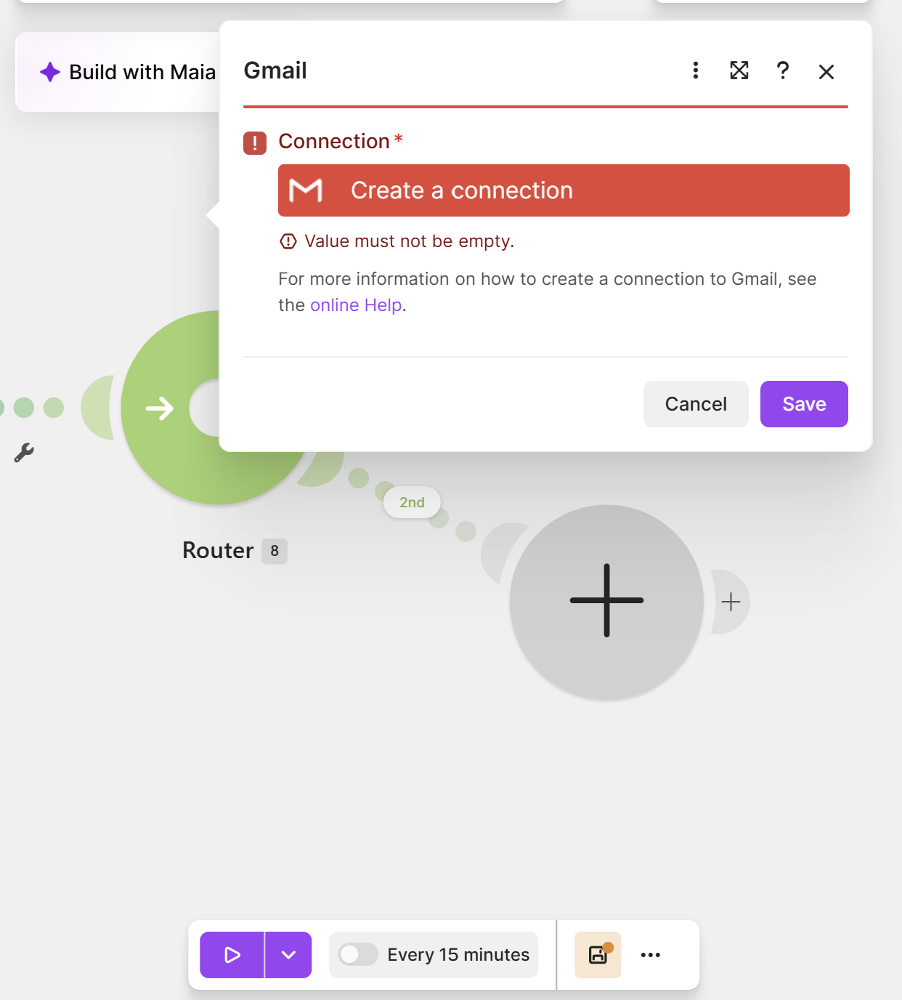 Build with Maia
Gmail
Connection *
Create a connection
Value must not be empty.
For more information on how to create a connection to Gmail, see
the online Help.
Cancel
Save
2nd
Router 8
Every 15 minutes